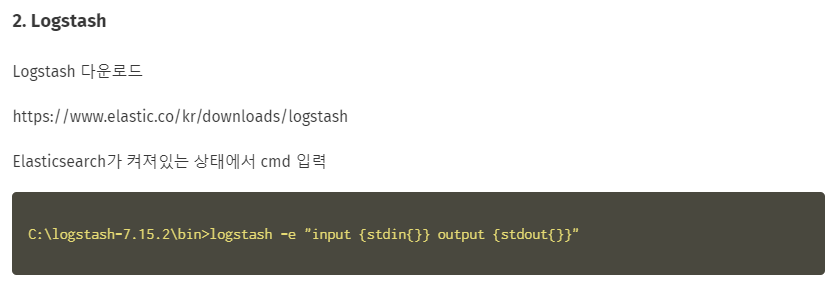 2. Logstash
Logstash 다운로드
https://www.elastic.co/kr/downloads/logstash
Elasticsearch가 켜져있는 상태에서 cmd 입력
C:\logstash-7.15.2\bin>logstash -e "input {stdin{}} output {stdout{}}"